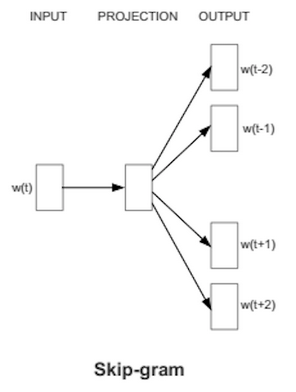 INPUT PROJECTION OUTPUT
w(t-2)
w(t-1)
w(t)
w(t+1)
w(t+2)
Skip-gram